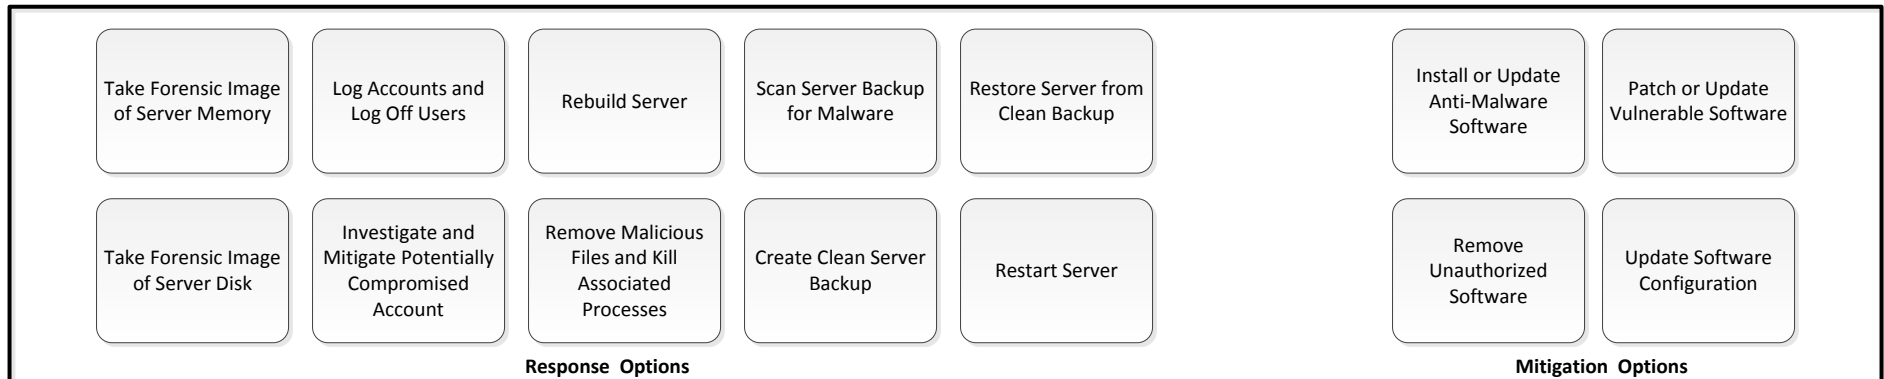 Take Forensic Image
of Server Memory
Log Accounts and
Log Off Users
Rebuild Server
Scan Server Backup
for Malware
Restore Server from
Clean Backup
Install or Update
Anti-Malware
Software
Patch or Update
Vulnerable Software
Take Forensic Image
of Server Disk
Investigate and
Mitigate Potentially
Compromised
Account
Remove Malicious
Files and Kill
Associated
Processes
Create Clean Server
Backup
Restart Server
Remove
Unauthorized
Software
Update Software
Configuration
Response Options
Mitigation Options